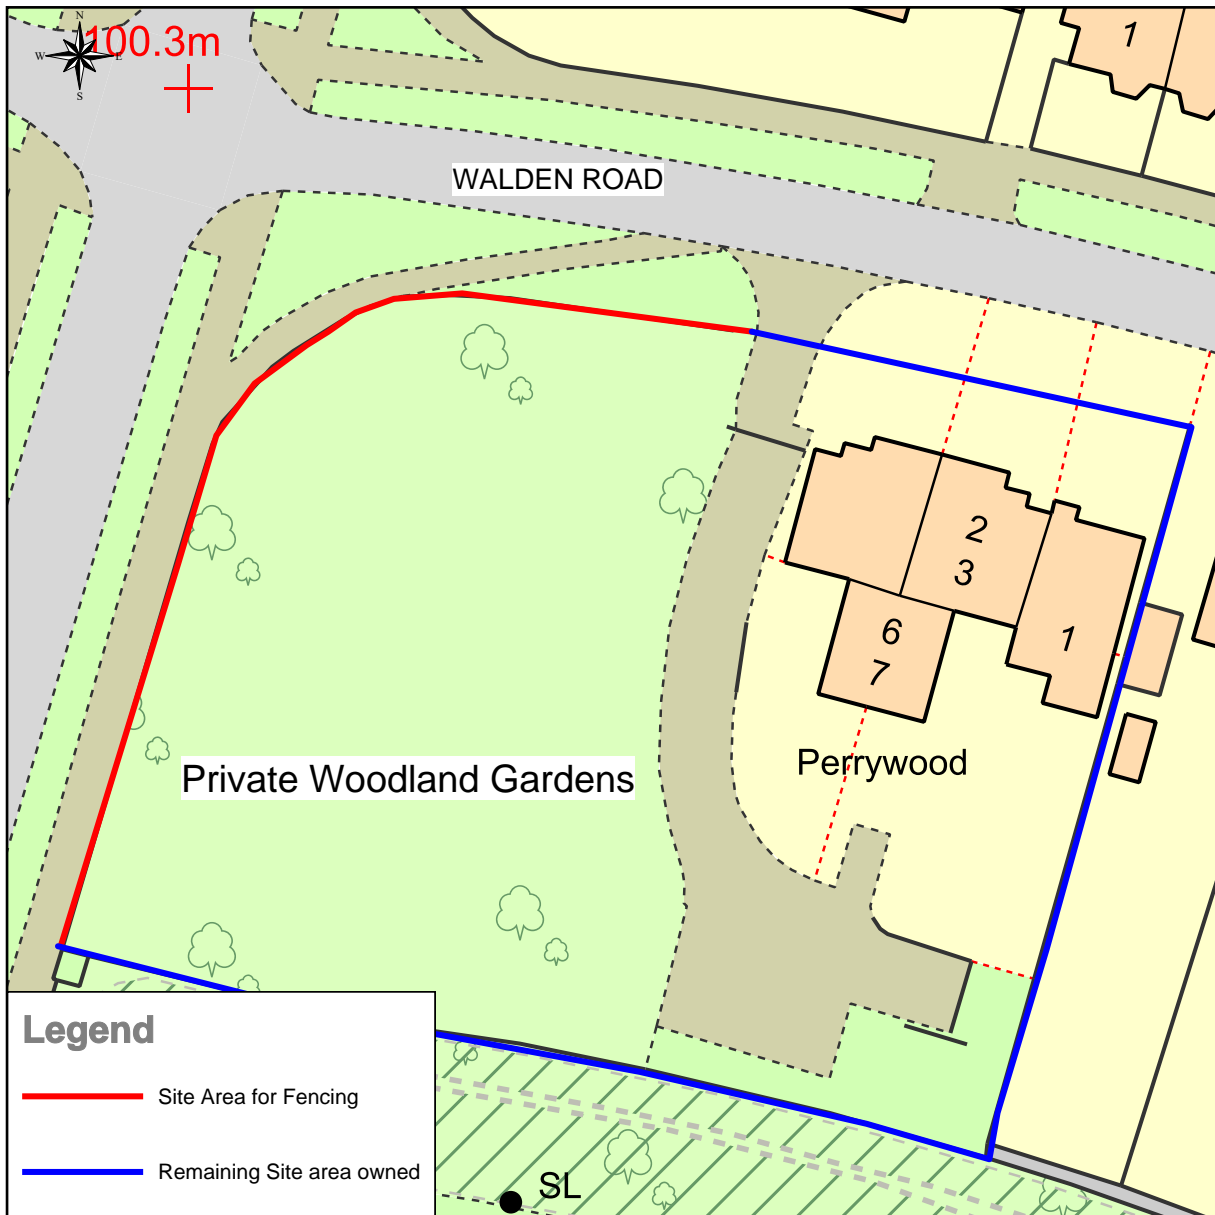 N
100.3m
W
E
S
1
WALDEN ROAD
2
3
6
7
1
Private Woodland Gardens
Perrywood
Legend
Site Area for Fencing
Remaining Site area owned
SL